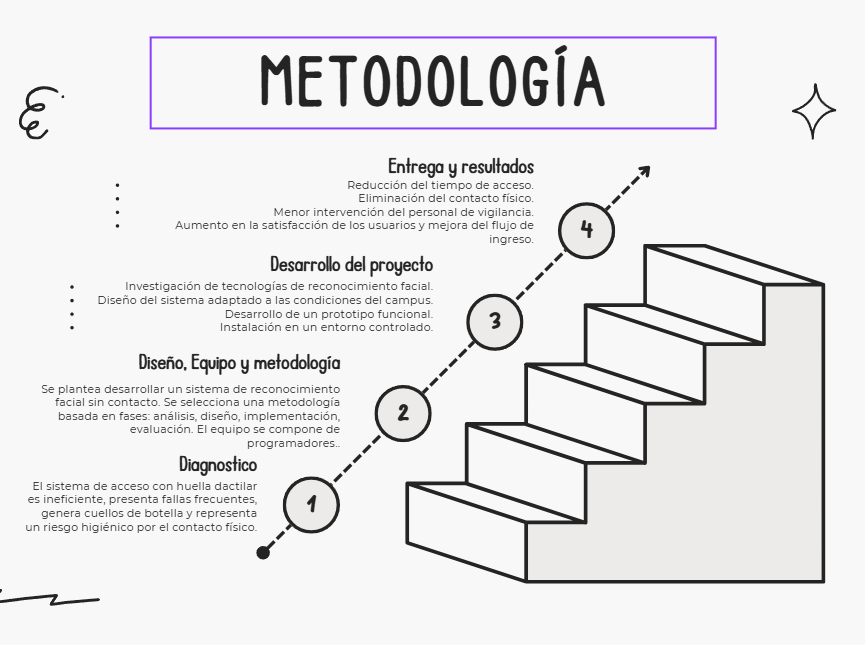 METODOLOGÍA
Entrega y resultados
• Reducción del tiempo de acceso.
• Eliminación del contacto físico.
• Menor intervención del personal de vigilancia.
• Aumento en la satisfacción de los usuarios y mejora del flujo de
ingreso.
4
Desarrollo del proyecto
• Investigación de tecnologías de reconocimiento facial.
• Diseño del sistema adaptado a las condiciones del campus.
• Desarrollo de un prototipo funcional.
• Instalación en un entorno controlado.
3
Diseño, Equipo y metodología
Se plantea desarrollar un sistema de reconocimiento
facial sin contacto. Se selecciona una metodología
basada en fases: análisis, diseño, implementación,
evaluación. El equipo se compone de
programadores..
2
Diagnostico
El sistema de acceso con huella dactilar
es ineficiente, presenta fallas frecuentes,
genera cuellos de botella y representa
un riesgo higiénico por el contacto físico.
1